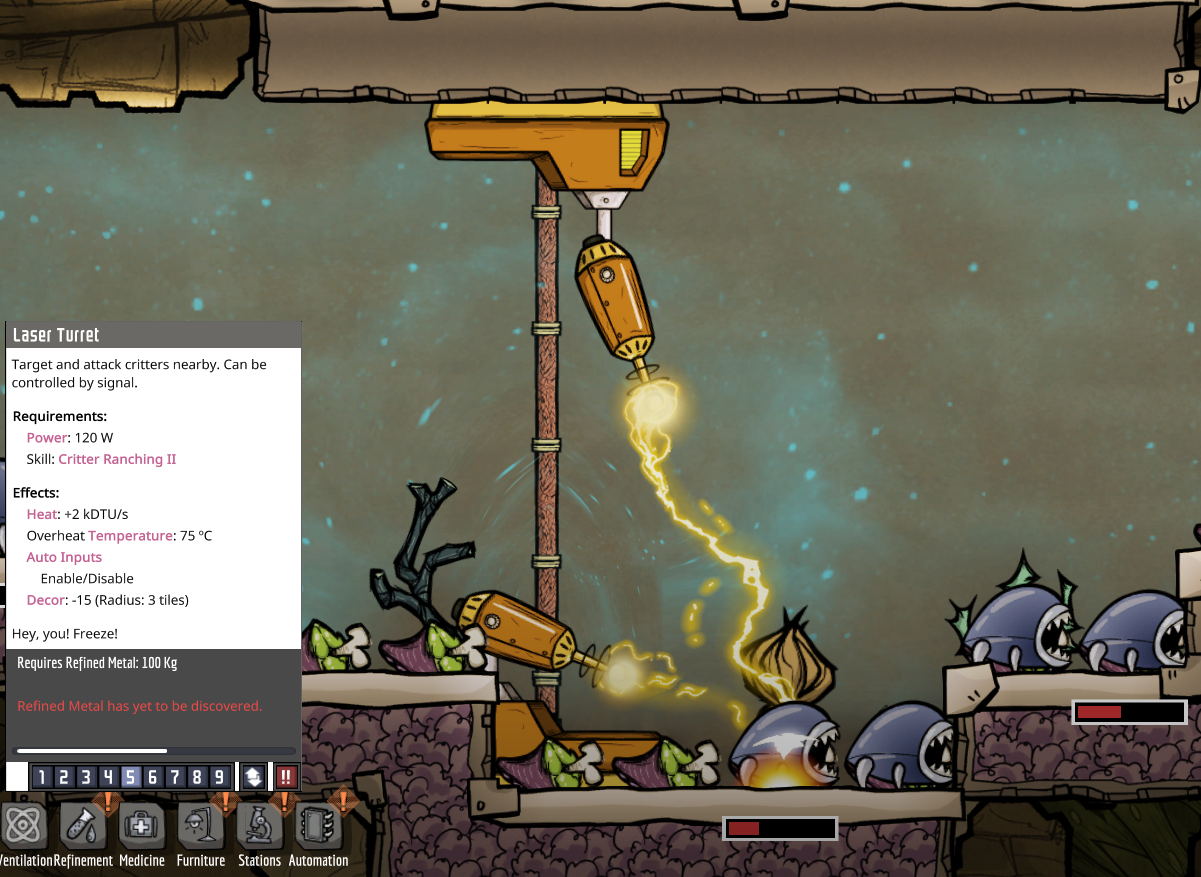 Laser Turret
Target and attack critters nearby. Can be
controlled by signal.
Requirements:
Power: 120 W
Skill: Critter Ranching II
Effects:
Heat: +2 kDTU/s
Overheat Temperature: 75 ºC
Auto Inputs
Enable/Disable
Decor: -15 (Radius: 3 tiles)
Hey, you! Freeze!
Requires Refined Metal: 100 Kg
Refined Metal has yet to be discovered.
1 2 3 4 5 6 7 8 9 !!
! ! ! !
Ventilation Refinement Medicine Furniture Stations Automation